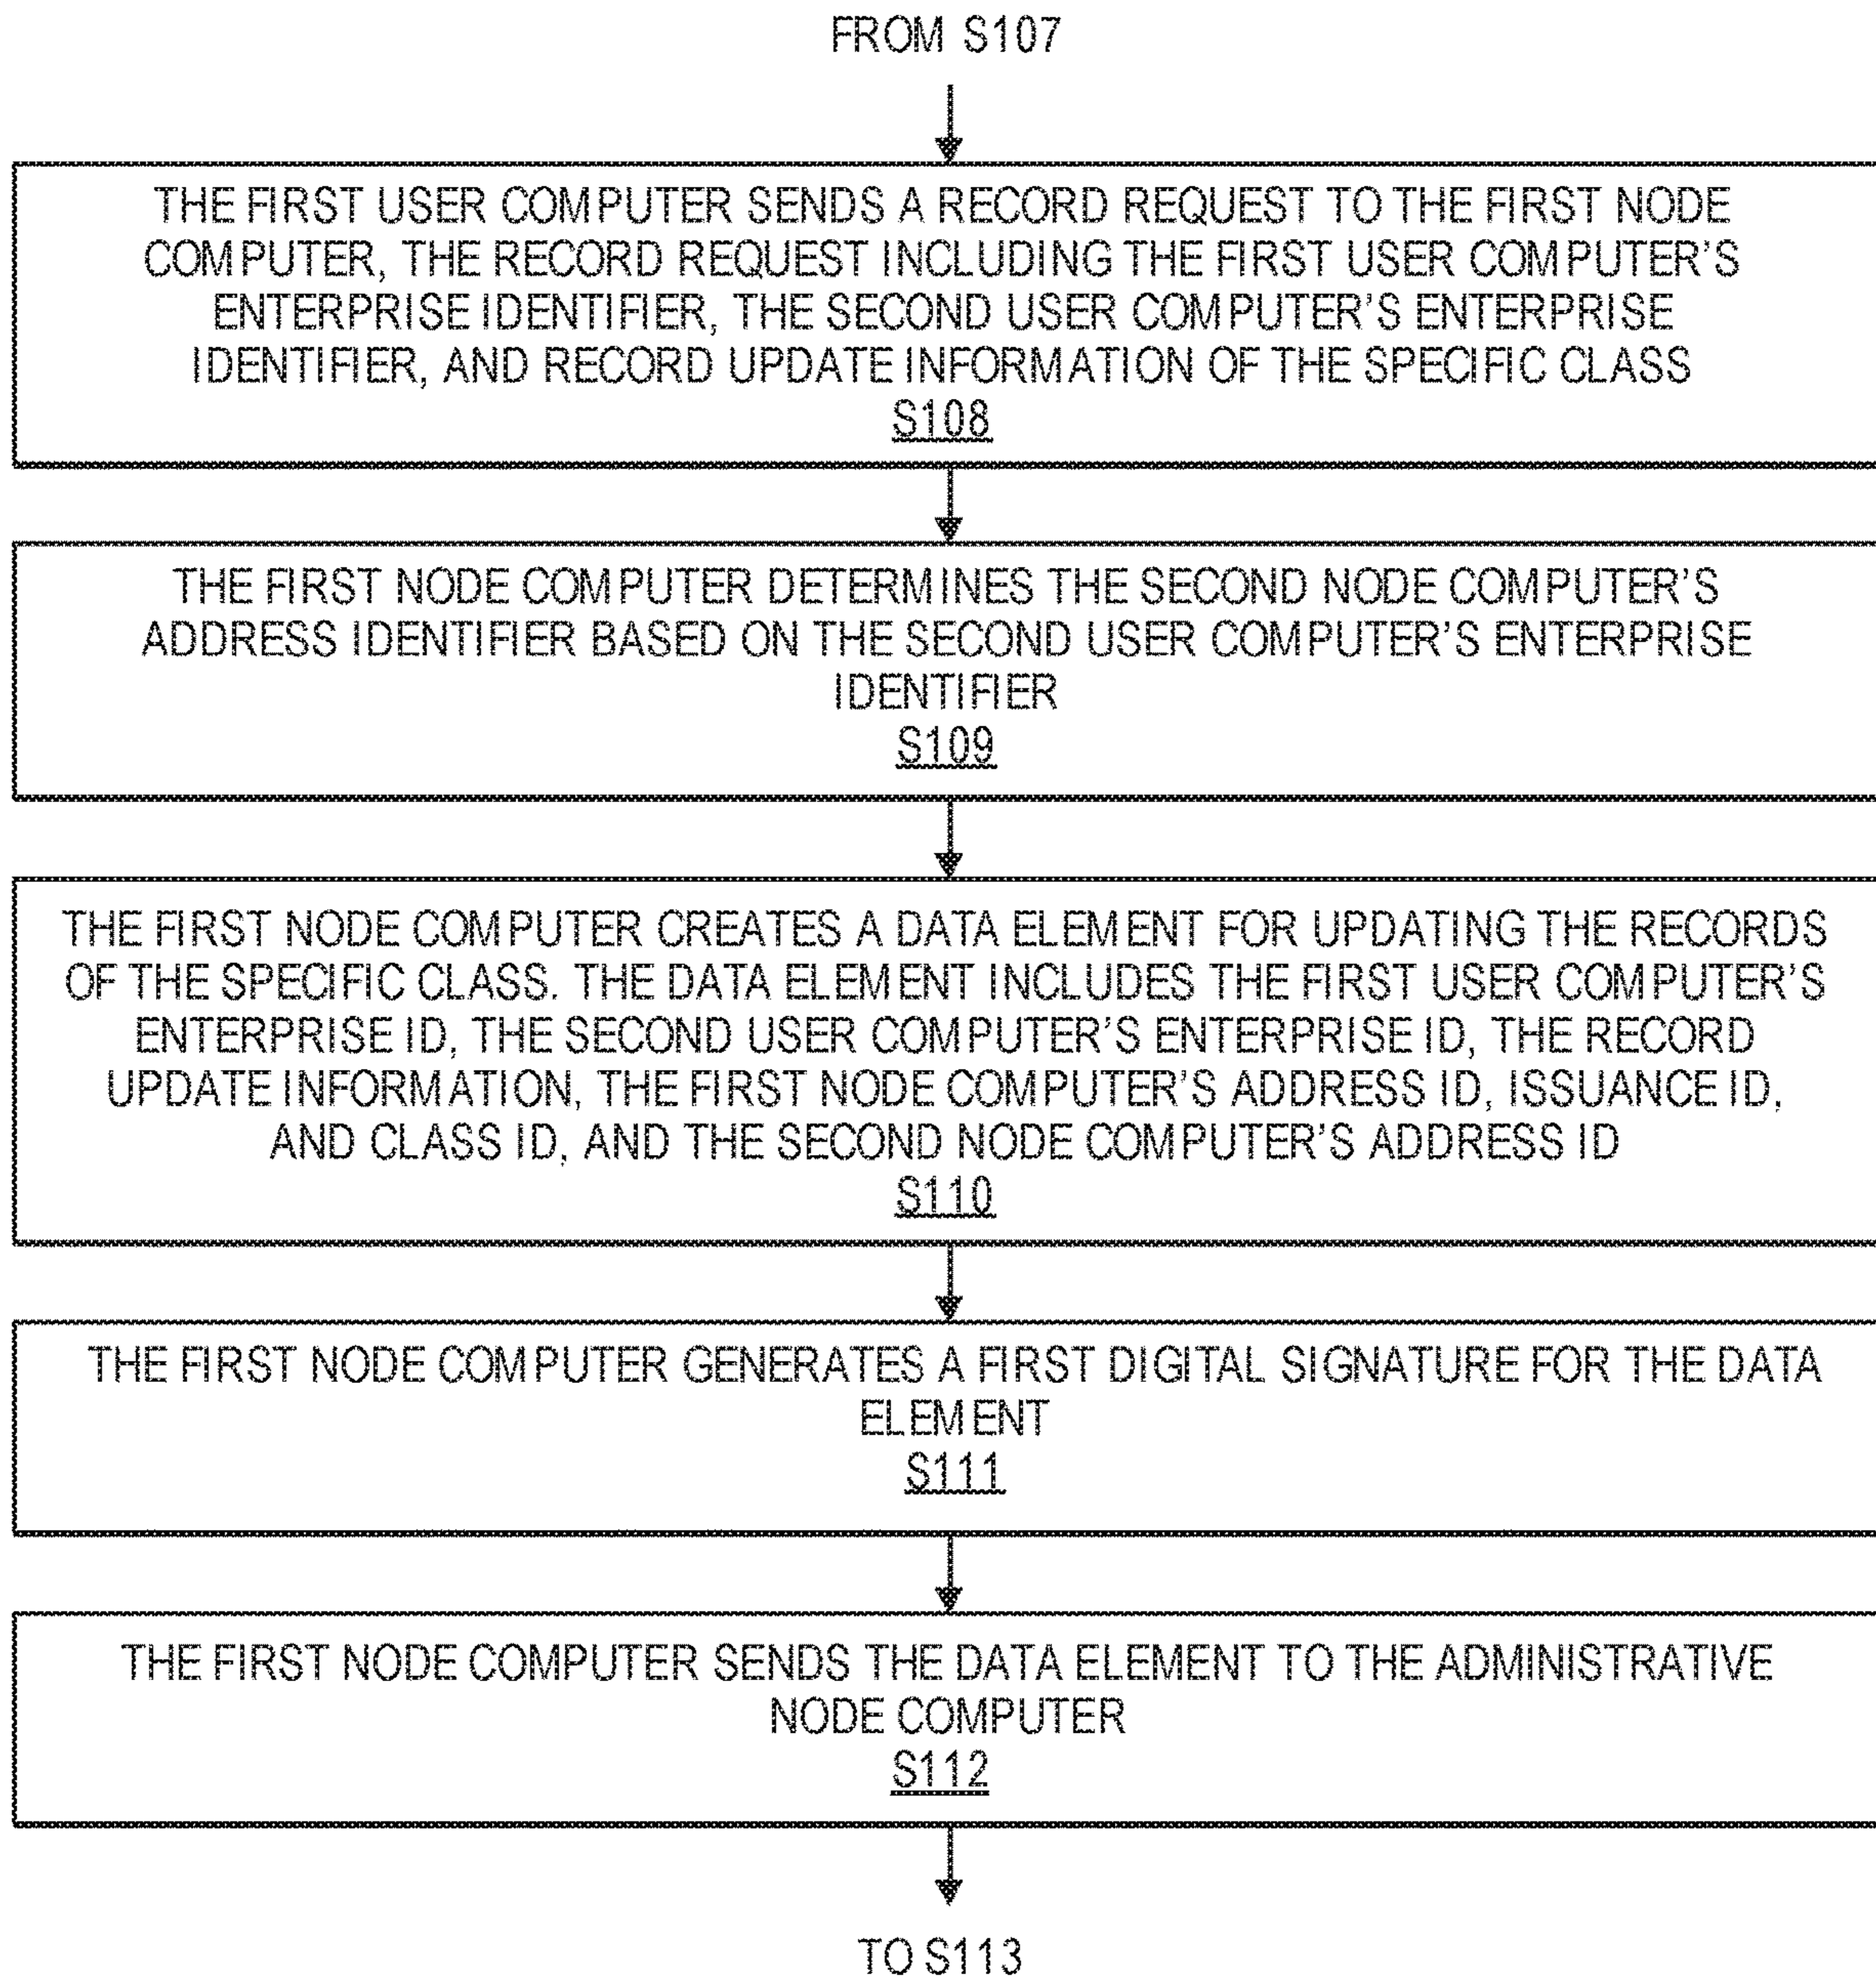 FROM S107
THE FIRST USER COMPUTER SENDS A RECORD REQUEST TO THE FIRST NODE
COMPUTER, THE RECORD REQUEST INCLUDING THE FIRST USER COMPUTER'S
ENTERPRISE IDENTIFIER, THE SECOND USER COMPUTER'S ENTERPRISE
IDENTIFIER, AND RECORD UPDATE INFORMATION OF THE SPECIFIC CLASS
S108
THE FIRST NODE COMPUTER DETERMINES THE SECOND NODE COMPUTER'S
ADDRESS IDENTIFIER BASED ON THE SECOND USER COMPUTER'S ENTERPRISE
IDENTIFIER
S109
THE FIRST NODE COMPUTER CREATES A DATA ELEMENT FOR UPDATING THE RECORDS
OF THE SPECIFIC CLASS. THE DATA ELEMENT INCLUDES THE FIRST USER COMPUTER'S
ENTERPRISE ID, THE SECOND USER COMPUTER'S ENTERPRISE ID, THE RECORD
UPDATE INFORMATION, THE FIRST NODE COMPUTER'S ADDRESS ID, ISSUANCE ID,
AND CLASS ID, AND THE SECOND NODE COMPUTER'S ADDRESS ID
S110
THE FIRST NODE COMPUTER GENERATES A FIRST DIGITAL SIGNATURE FOR THE DATA
ELEMENT
S111
THE FIRST NODE COMPUTER SENDS THE DATA ELEMENT TO THE ADMINISTRATIVE
NODE COMPUTER
S112
TO S113